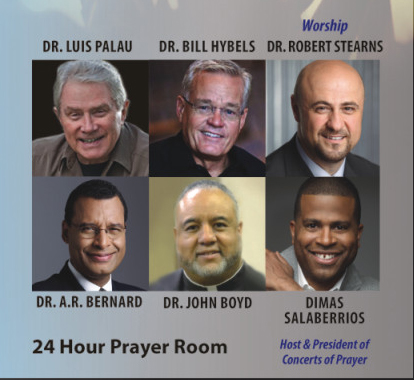 Worship
DR. LUIS PALAU DR. BILL HYBELS DR. ROBERT STEARNS
DR. A.R. BERNARD DR. JOHN BOYD DIMAS
SALABERRIOS
24 Hour Prayer Room
Host & President of
Concerts of Prayer